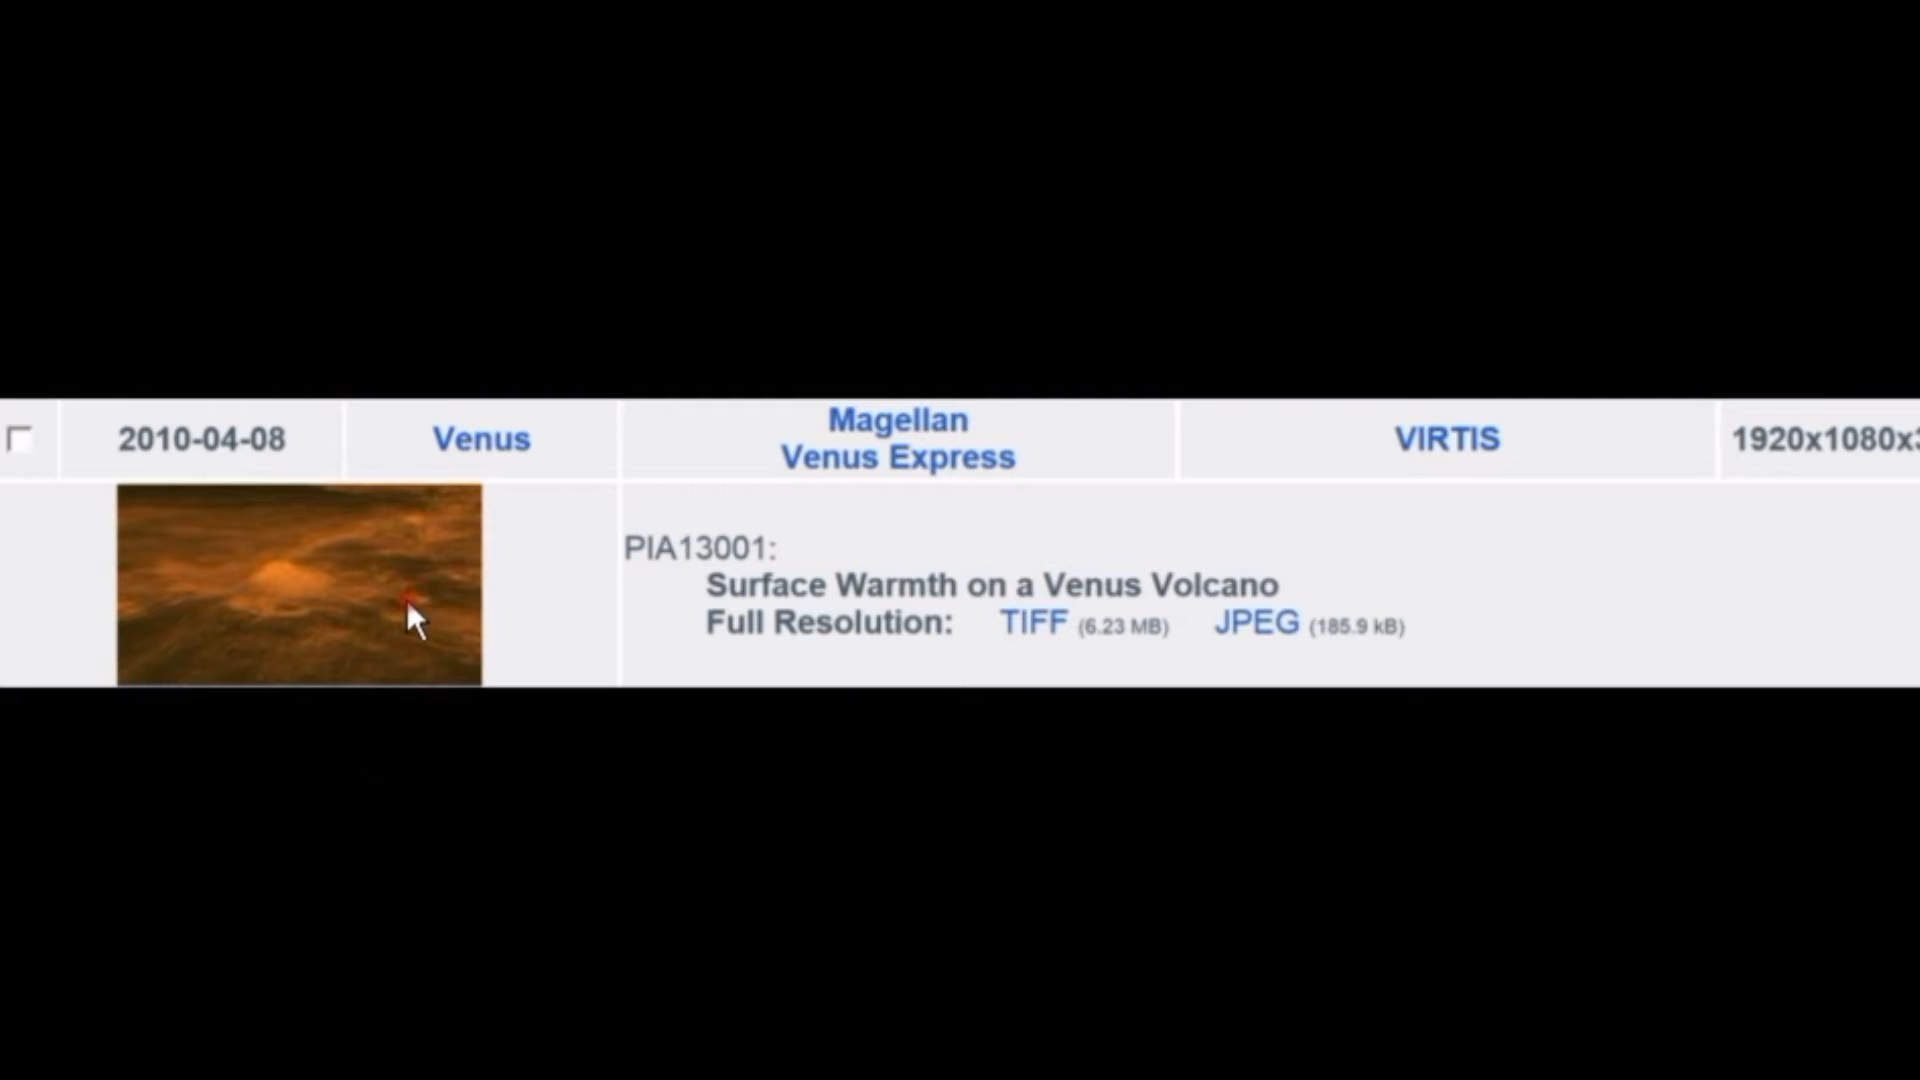 2010-04-08
Venus
Magellan
Venus Express
VIRTIS
1920x1080x3
PIA13001:
Surface Warmth on a Venus Volcano
Full Resolution: TIFF (6.23 MB) JPEG (185.9 kB)